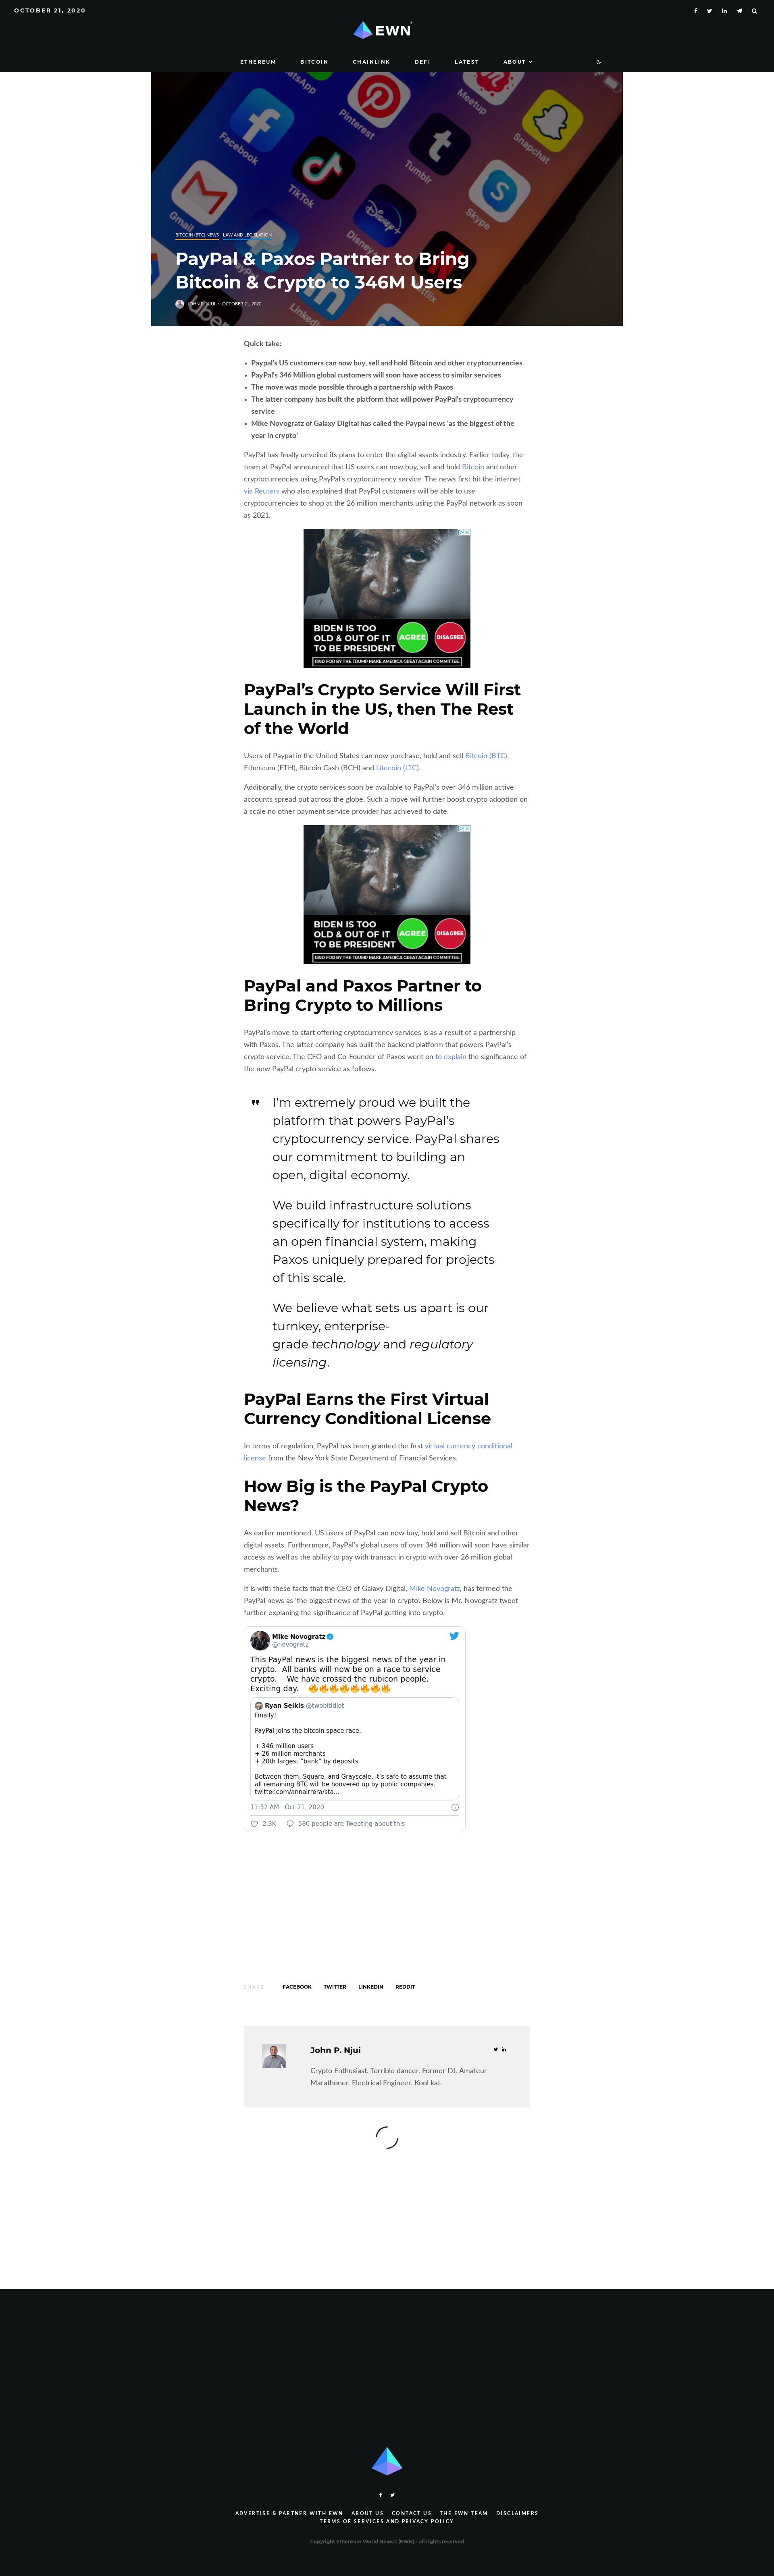 OCTOBER 21, 2020
EWN
ETHEREUM BITCOIN CHAINLINK DEFI LATEST ABOUT
Pinterest
Messenger
Facebook
Snapchat
TikTok
Tumblr
Gmail
Disney+
Skype
BITCOIN (BTC) NEWS LAW AND LEGISLATION
PayPal & Paxos Partner to Bring
Bitcoin & Crypto to 346M Users
Uber
JOHN P. NJUI · OCTOBER 21, 2020
Quick take:
• Paypal's US customers can now buy, sell and hold Bitcoin and other cryptocurrencies
• PayPal's 346 Million global customers will soon have access to similar services
• The move was made possible through a partnership with Paxos
• The latter company has built the platform that will power PayPal's cryptocurrency
service
• Mike Novogratz of Galaxy Digital has called the Paypal news 'as the biggest of the
year in crypto'
PayPal has finally unveiled its plans to enter the digital assets industry. Earlier today, the
team at PayPal announced that US users can now buy, sell and hold Bitcoin and other
cryptocurrencies using PayPal's cryptocurrency service. The news first hit the internet
via Reuters who also explained that PayPal customers will be able to use
cryptocurrencies to shop at the 26 million merchants using the PayPal network as soon
as 2021.
BIDEN IS TOO
OLD & OUT OF IT
TO BE PRESIDENT
AGREE DISAGREE
PAID FOR BY THE TRUMP MAKE AMERICA GREAT AGAIN COMMITTEE.
PayPal's Crypto Service Will First
Launch in the US, then The Rest
of the World
Users of Paypal in the United States can now purchase, hold and sell Bitcoin (BTC),
Ethereum (ETH), Bitcoin Cash (BCH) and Litecoin (LTC).
Additionally, the crypto services soon be available to PayPal's over 346 million active
accounts spread out across the globe. Such a move will further boost crypto adoption on
a scale no other payment service provider has achieved to date.
BIDEN IS TOO
OLD & OUT OF IT
TO BE PRESIDENT
AGREE DISAGREE
PAID FOR BY THE TRUMP MAKE AMERICA GREAT AGAIN COMMITTEE.
PayPal and Paxos Partner to
Bring Crypto to Millions
PayPal's move to start offering cryptocurrency services is as a result of a partnership
with Paxos. The latter company has built the backend platform that powers PayPal's
crypto service. The CEO and Co-Founder of Paxos went on to explain the significance of
the new PayPal crypto service as follows.
I'm extremely proud we built the
platform that powers PayPal's
cryptocurrency service. PayPal shares
our commitment to building an
open, digital economy.
We build infrastructure solutions
specifically for institutions to access
an open financial system, making
Paxos uniquely prepared for projects
of this scale.
We believe what sets us apart is our
turnkey, enterprise-
grade technology and regulatory
licensing.
PayPal Earns the First Virtual
Currency Conditional License
In terms of regulation, PayPal has been granted the first virtual currency conditional
license from the New York State Department of Financial Services.
How Big is the PayPal Crypto
News?
As earlier mentioned, US users of PayPal can now buy, hold and sell Bitcoin and other
digital assets. Furthermore, PayPal's global users of over 346 million will soon have similar
access as well as the ability to pay with transact in crypto with over 26 million global
merchants.
It is with these facts that the CEO of Galaxy Digital, Mike Novogratz, has termed the
PayPal news as 'the biggest news of the year in crypto'. Below is Mr. Novogratz tweet
further explaning the significance of PayPal getting into crypto.
Mike Novogratz
@novogratz
This PayPal news is the biggest news of the year in
crypto. All banks will now be on a race to service
crypto. We have crossed the rubicon people.
Exciting day. 🔥🔥🔥🔥🔥🔥🔥🔥
Ryan Selkis @twobitidiot
Finally!
PayPal joins the bitcoin space race.
+ 346 million users
+ 26 million merchants
+ 20th largest "bank" by deposits
Between them, Square, and Grayscale, it's safe to assume that
all remaining BTC will be hoovered up by public companies.
twitter.com/annairrera/sta…
11:52 AM · Oct 21, 2020
2.3K 580 people are Tweeting about this
SHARE FACEBOOK TWITTER LINKEDIN REDDIT
John P. Njui
Crypto Enthusiast. Terrible dancer. Former DJ. Amateur
Marathoner. Electrical Engineer. Kool kat.
ADVERTISE & PARTNER WITH EWN ABOUT US CONTACT US THE EWN TEAM DISCLAIMERS
TERMS OF SERVICES AND PRIVACY POLICY
Copyright Ethereum World News® (EWN) - all rights reserved